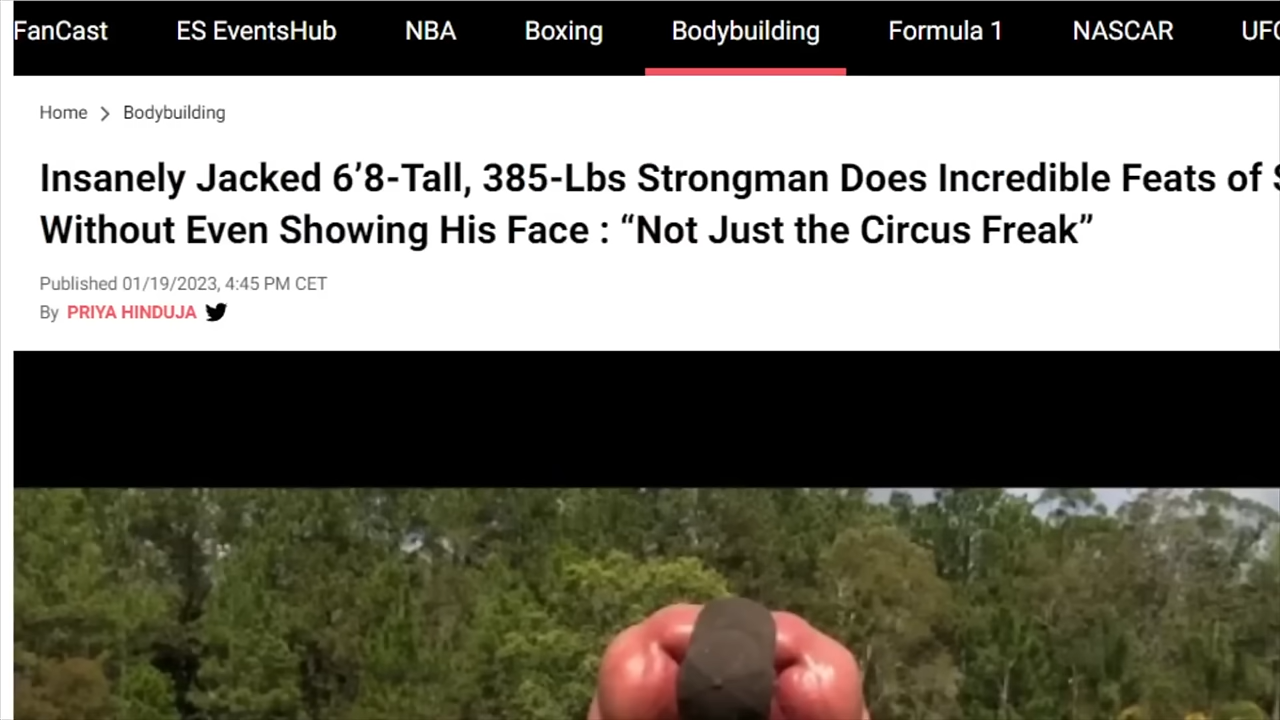 FanCast ES EventsHub NBA Boxing Bodybuilding Formula 1 NASCAR
Home > Bodybuilding
Insanely Jacked 6’8-Tall, 385-Lbs Strongman Does Incredible Feats of
Without Even Showing His Face : “Not Just the Circus Freak”
Published 01/19/2023, 4:45 PM CET
By PRIYA HINDUJA